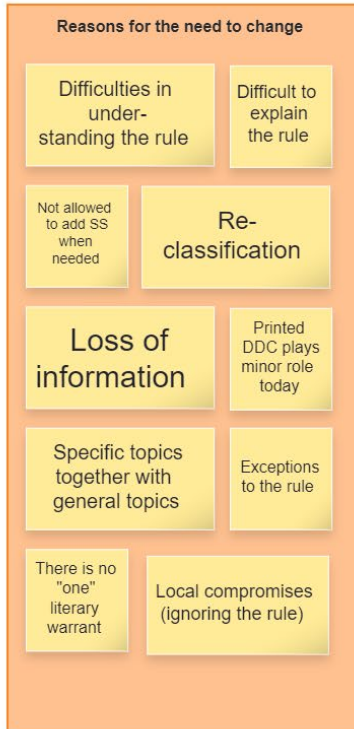 Reasons for the need to change
Difficulties in
under-
standing the rule
Difficult to
explain
the rule
Not allowed
to add SS
when
needed
Re-
classification
Loss of
information
Printed
DDC plays
minor role
today
Specific topics
together with
general topics
Exceptions
to the rule
There is no
"one"
literary
warrant
Local compromises
(ignoring the rule)